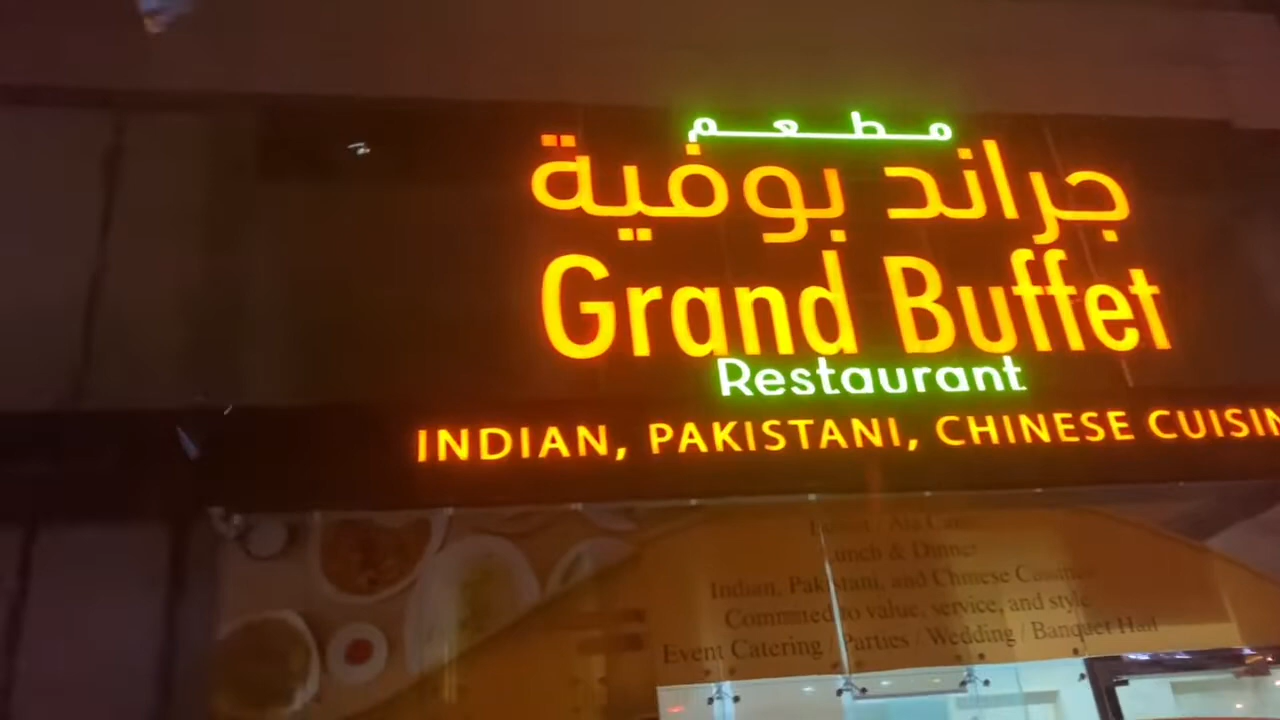 مطعم
جراند بوفية
Grand Buffet
Restaurant
INDIAN, PAKISTANI, CHINESE CUISIN
Lunch & Dinner
Indian, Pakistani, and Chinese
Committed to value, service, and style
Event Catering / Parties / Wedding / Banquet Hall